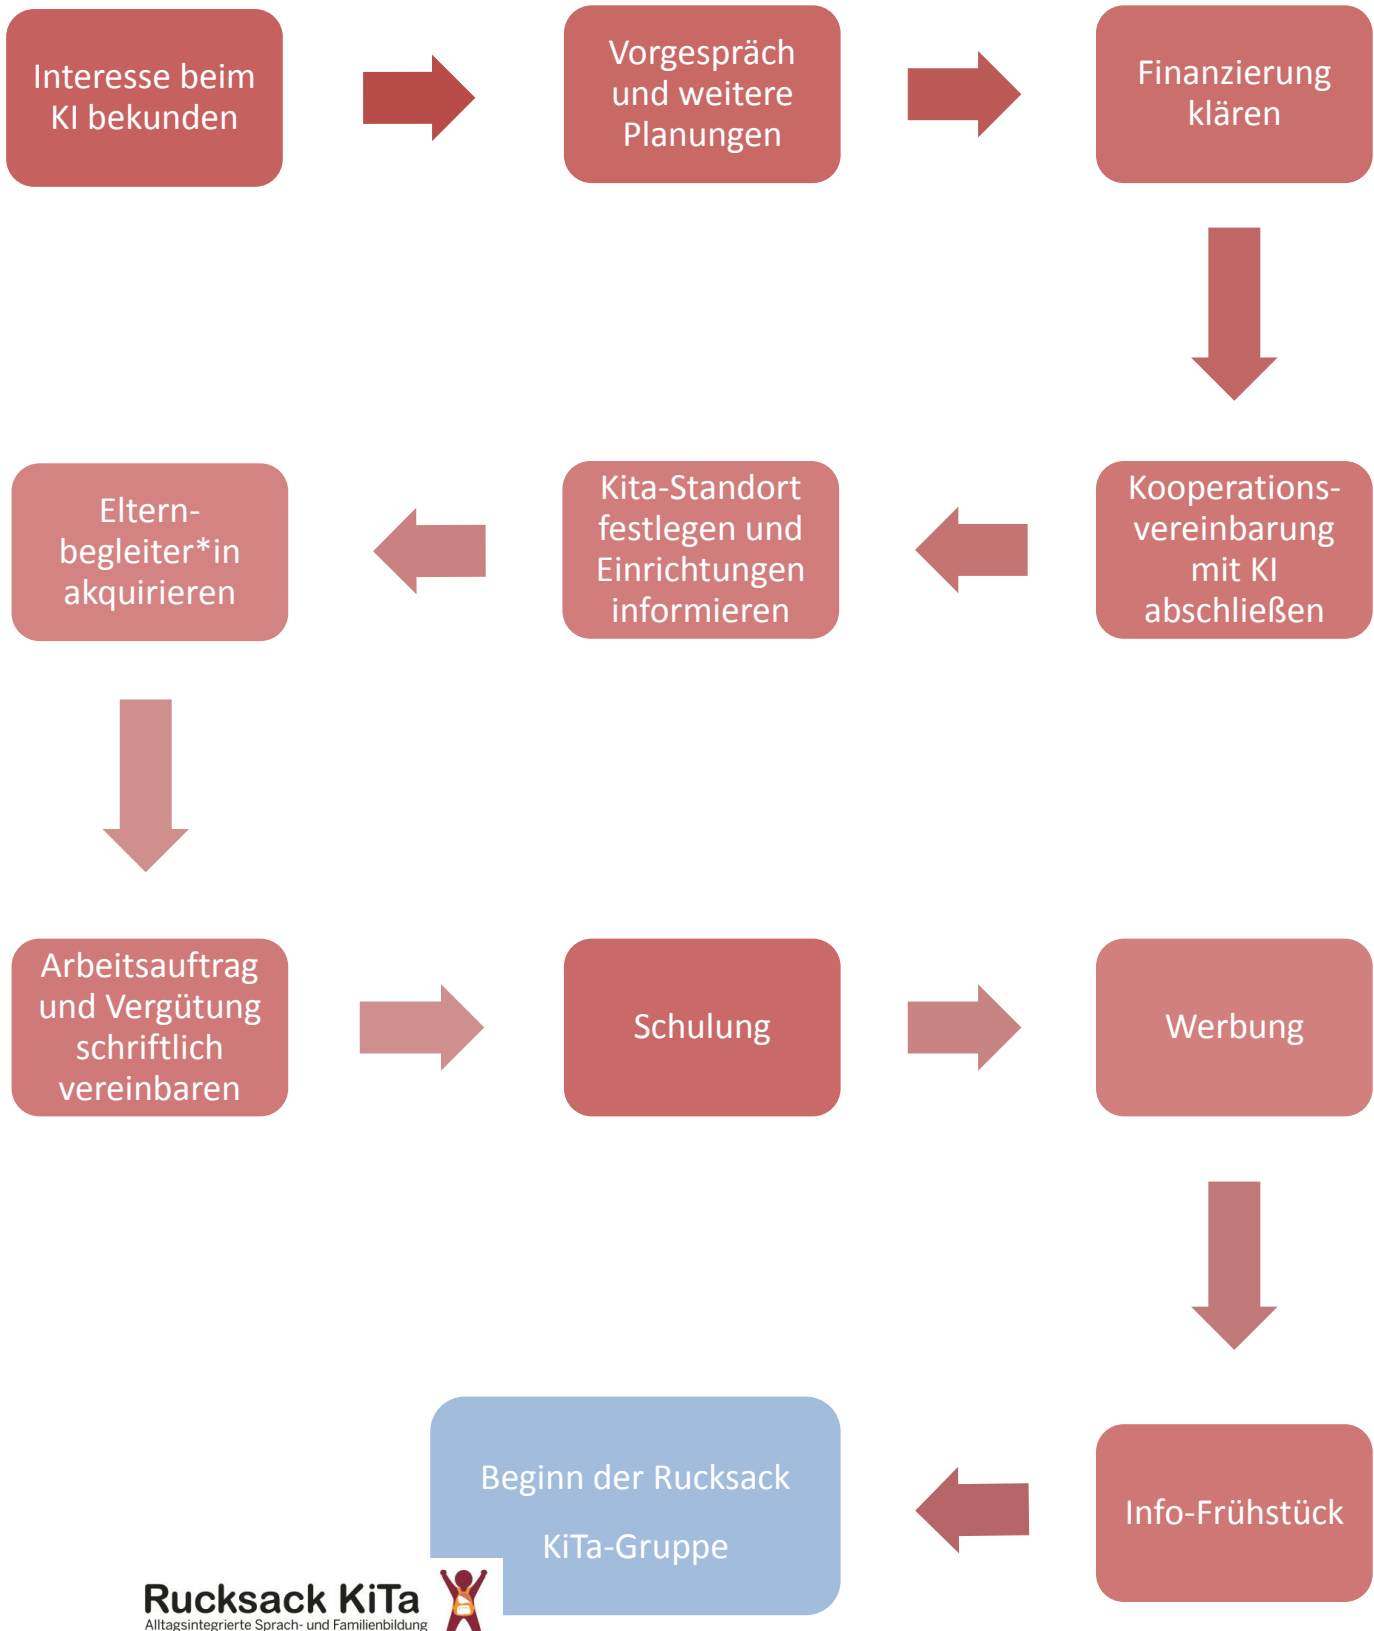 Interesse beim
KI bekunden
Vorgespräch
und weitere
Planungen
Finanzierung
klären
Kooperations-
vereinbarung
mit KI
abschließen
Kita-Standort
festlegen und
Einrichtungen
informieren
Eltern-
begleiter*in
akquirieren
Arbeitsauftrag
und Vergütung
schriftlich
vereinbaren
Schulung
Werbung
Info-Frühstück
Beginn der Rucksack
KiTa-Gruppe
Rucksack KiTa
Alltagsintegrierte Sprach- und Familienbildung